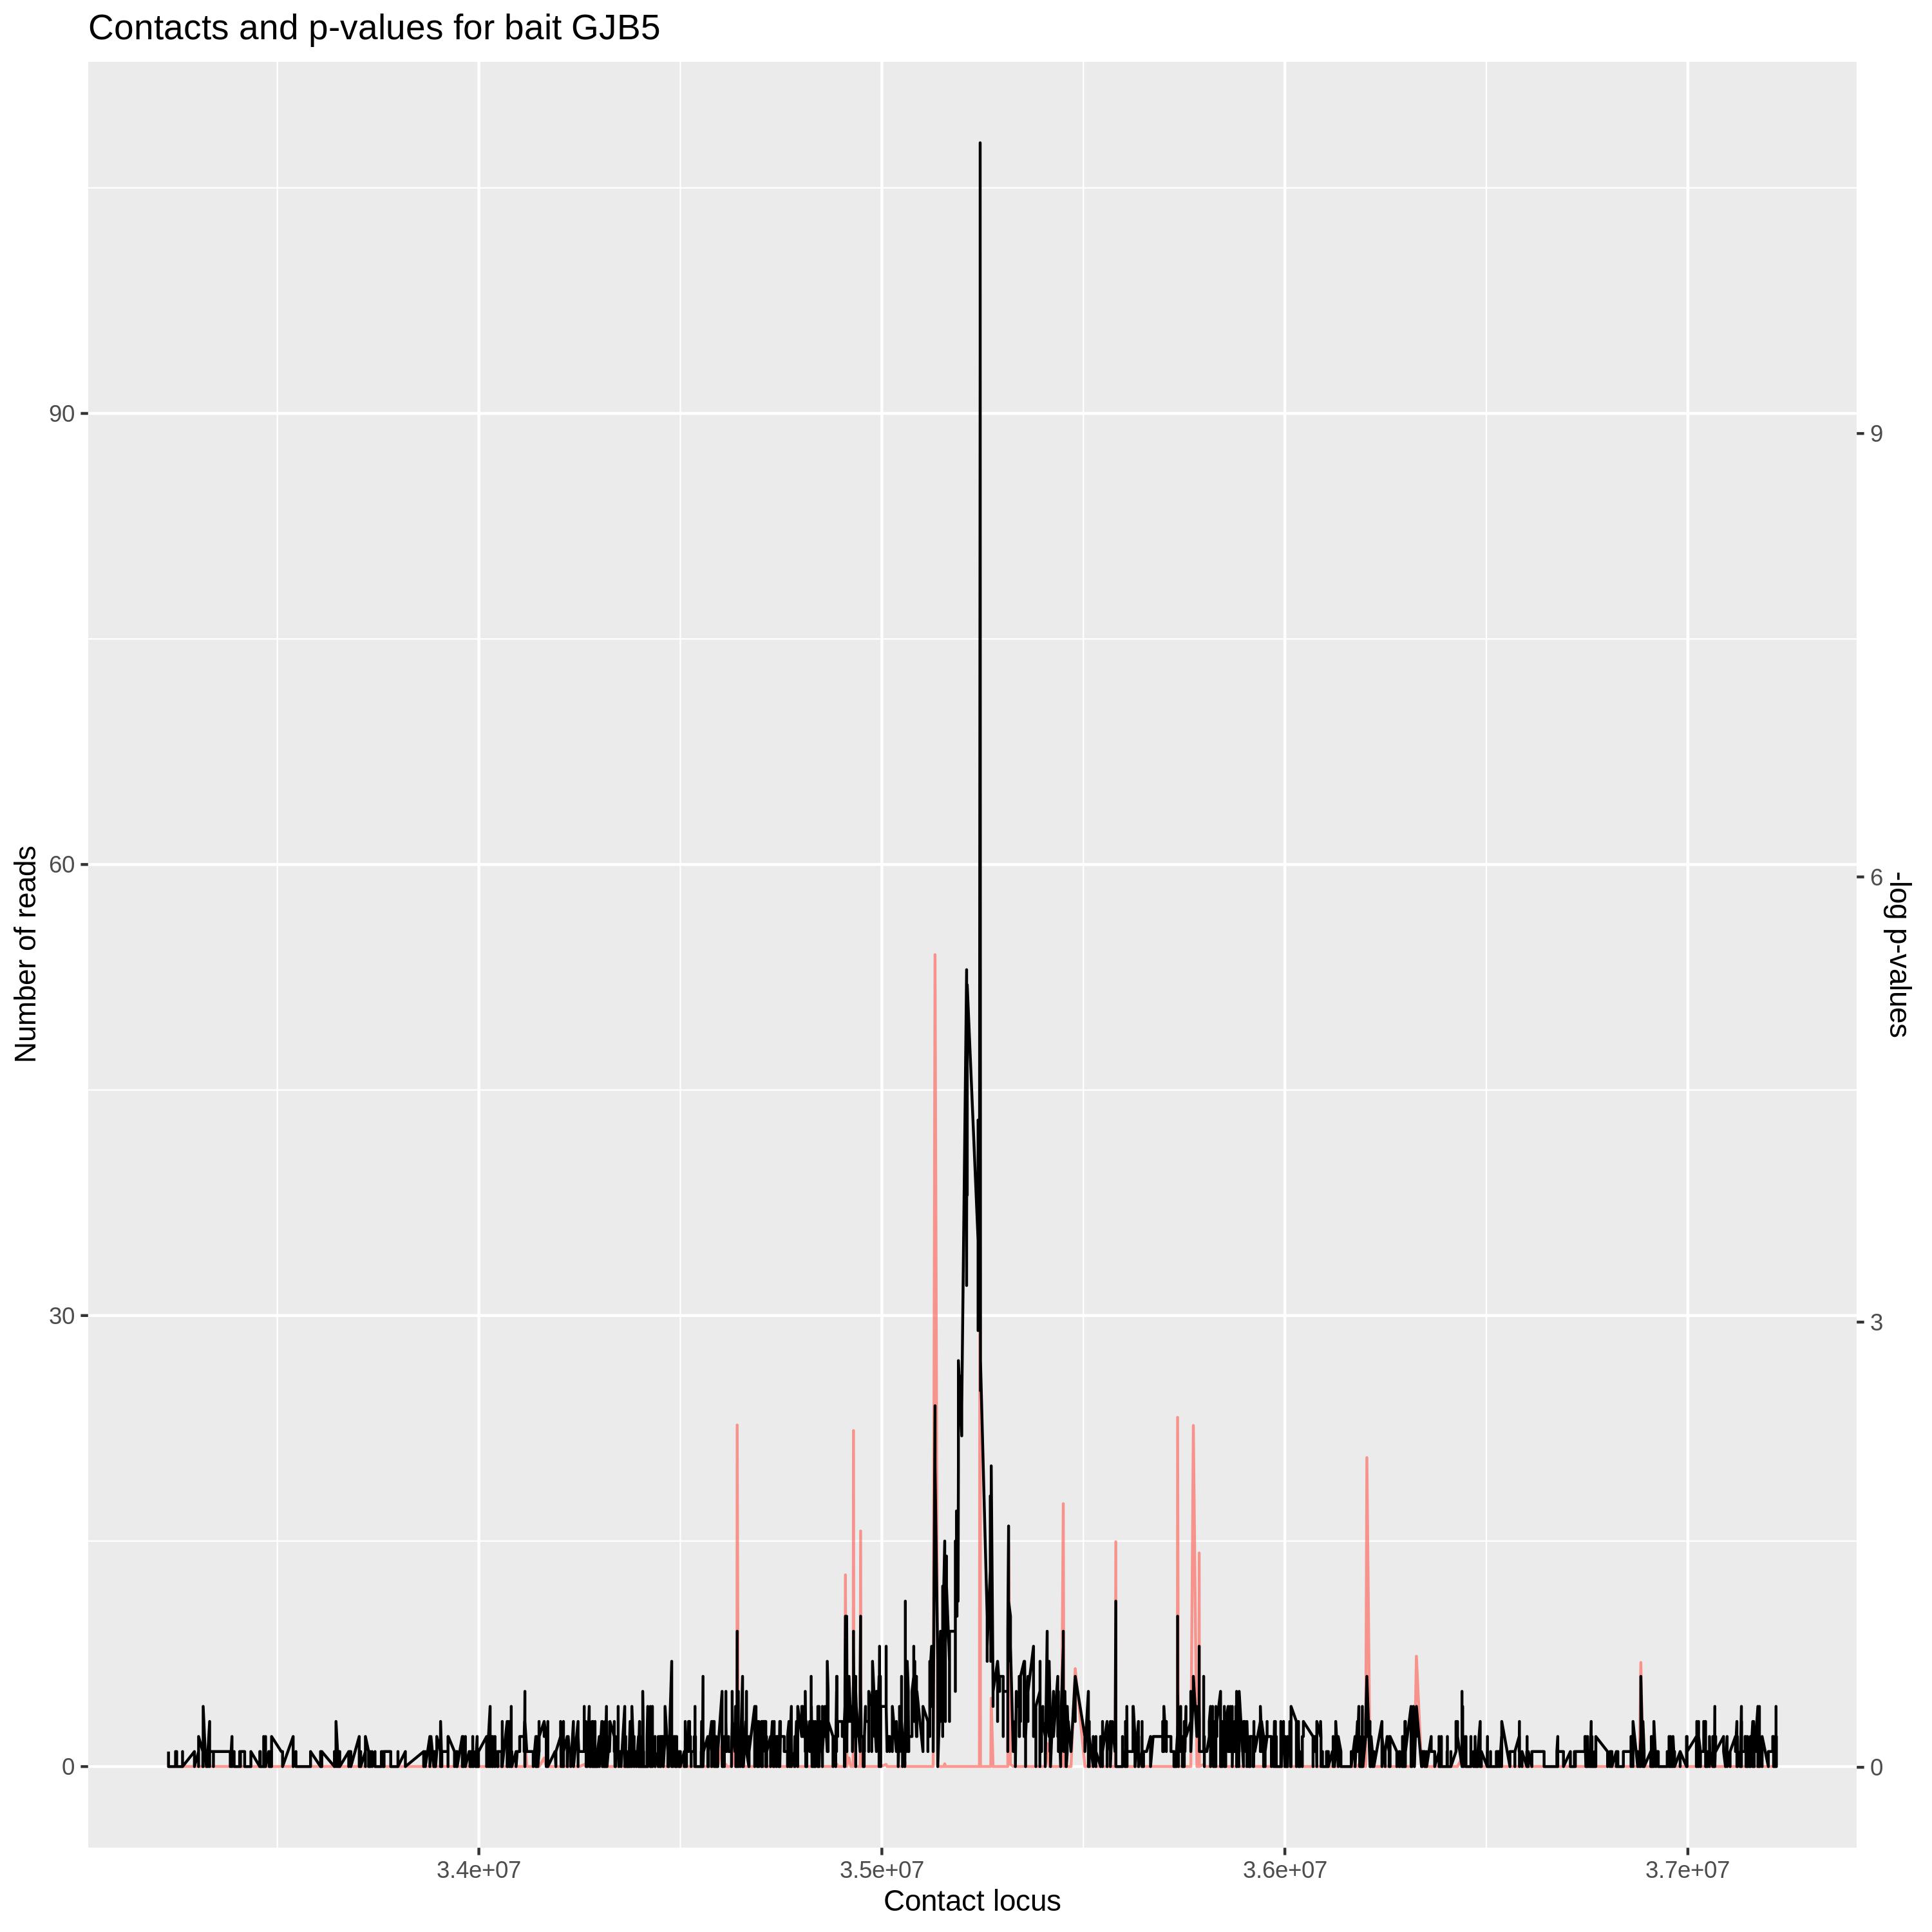 Contacts and p-values for bait GJB5
90
60
30
0
Number of reads
9
6
3
0
-log p-values
3.4e+07
3.5e+07
3.6e+07
3.7e+07
Contact locus